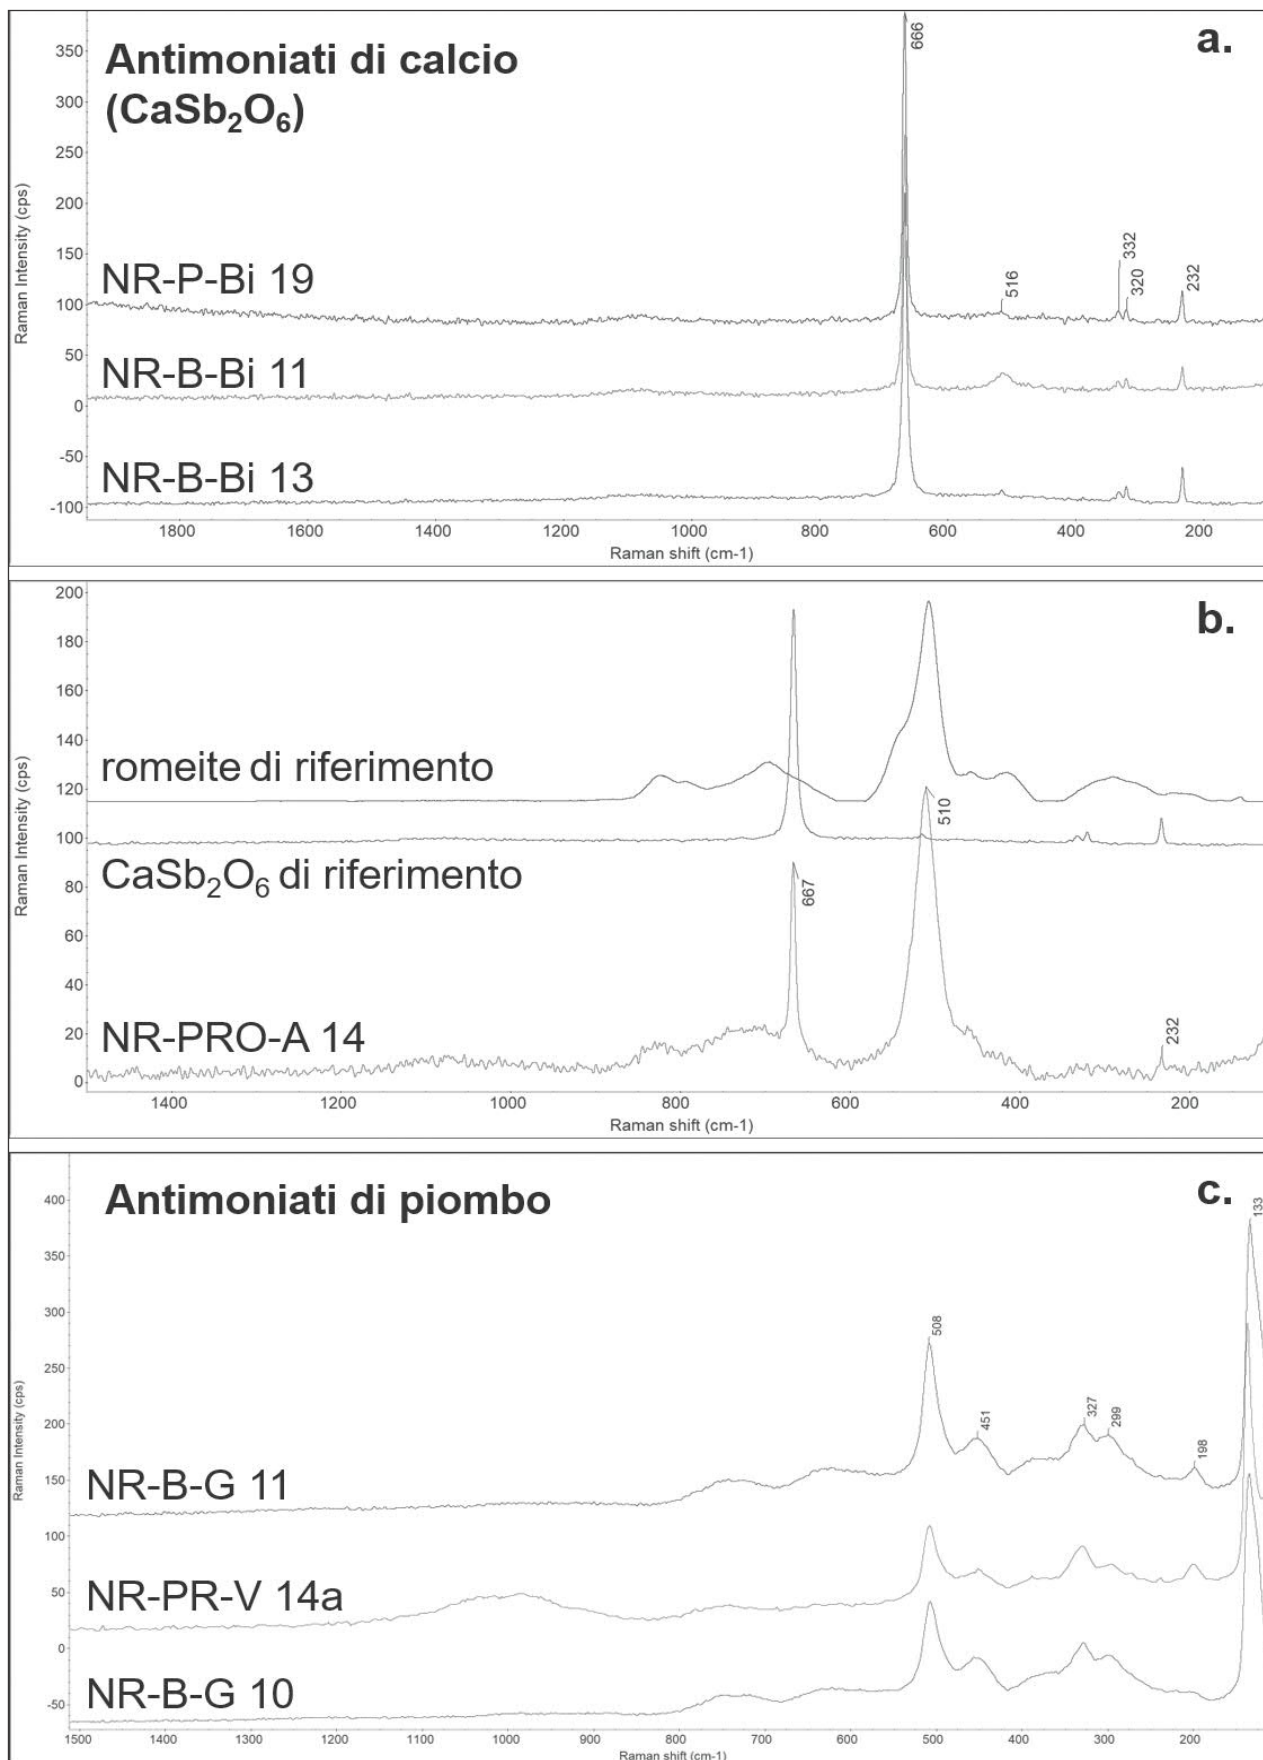 a.
Antimoniati di calcio
(CaSb₂O₆)
Raman Intensity (cps)
350
300
250
200
150
100
50
0
-50
-100
666
516
332
320
232
NR-P-Bi 19
NR-B-Bi 11
NR-B-Bi 13
1800 1600 1400 1200 1000 800 600 400 200
Raman shift (cm-1)
b.
Raman Intensity (cps)
200
180
160
140
120
100
80
60
40
20
0
romeite di riferimento
CaSb₂O₆ di riferimento
NR-PRO-A 14
667
510
232
1400 1200 1000 800 600 400 200
Raman shift (cm-1)
c.
Antimoniati di piombo
Raman Intensity (cps)
400
350
300
250
200
150
100
50
0
-50
508
451
327
299
198
133
NR-B-G 11
NR-PR-V 14a
NR-B-G 10
1500 1400 1300 1200 1100 1000 900 800 700 600 500 400 300 200
Raman shift (cm-1)